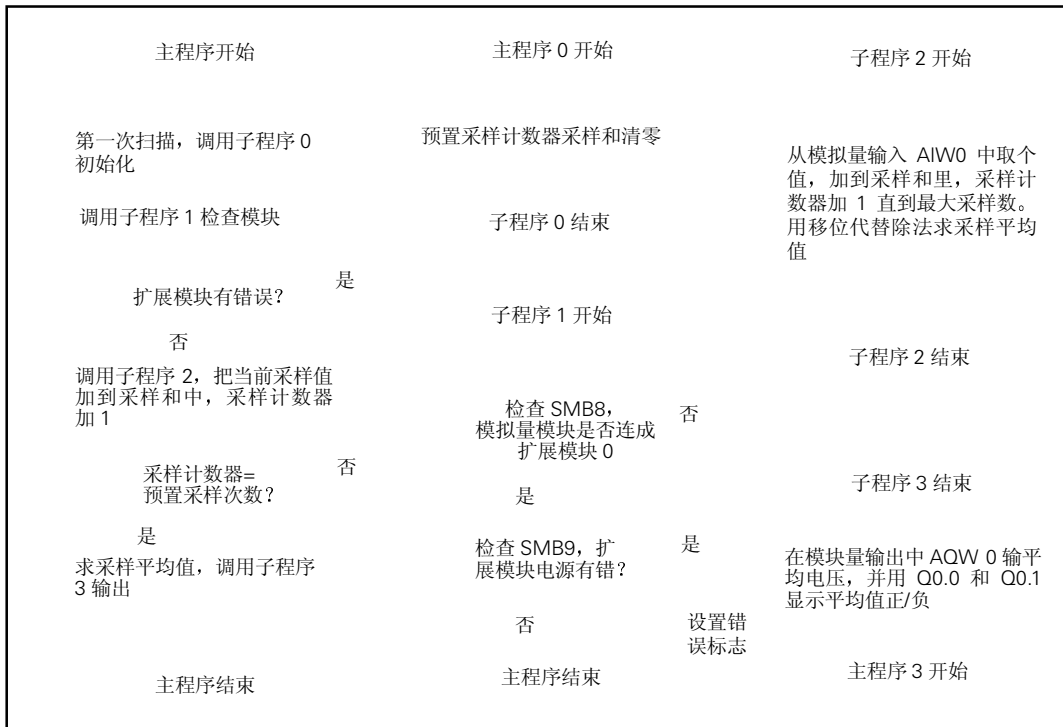 主程序开始
第一次扫描，调用子程序 0
初始化
调用子程序 1 检查模块
扩展模块有错误？
是
否
调用子程序 2，把当前采样值
加到采样和中，采样计数器
加 1
采样计数器=
预置采样次数？
否
是
求采样平均值，调用子程序
3 输出
主程序结束
主程序 0 开始
预置采样计数器采样和清零
子程序 0 结束
子程序 1 开始
检查 SMB8，
模拟量模块是否连成
扩展模块 0
否
是
检查 SMB9，扩
展模块电源有错？
是
否
设置错
误标志
主程序结束
子程序 2 开始
从模拟量输入 AIW0 中取个
值，加到采样和里，采样计
数器加 1 直到最大采样数。
用移位代替除法求采样平均
值
子程序 2 结束
子程序 3 结束
在模块量输出中 AQW 0 输平
均电压，并用 Q0.0 和 Q0.1
显示平均值正/负
主程序 3 开始